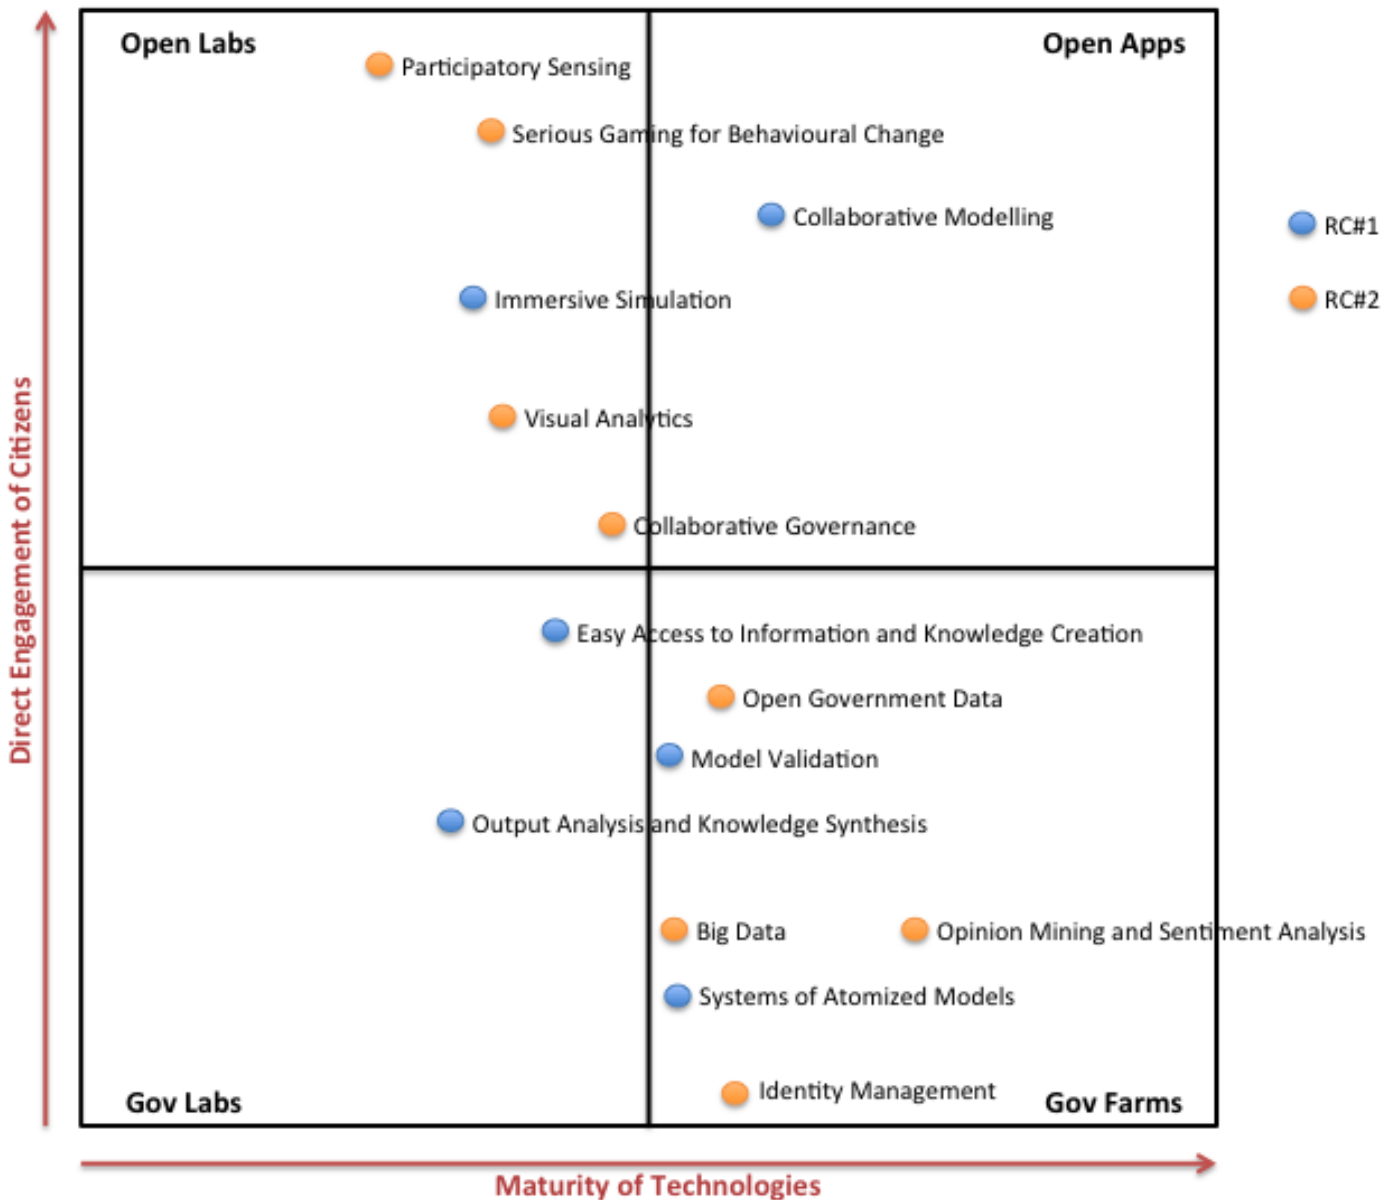 Open Labs
Open Apps
Participatory Sensing
Serious Gaming for Behavioural Change
Collaborative Modelling
RC#1
Immersive Simulation
RC#2
Visual Analytics
Collaborative Governance
Direct Engagement of Citizens
Easy Access to Information and Knowledge Creation
Open Government Data
Model Validation
Output Analysis and Knowledge Synthesis
Big Data
Opinion Mining and Sentiment Analysis
Systems of Atomized Models
Identity Management
Gov Labs
Gov Farms
Maturity of Technologies